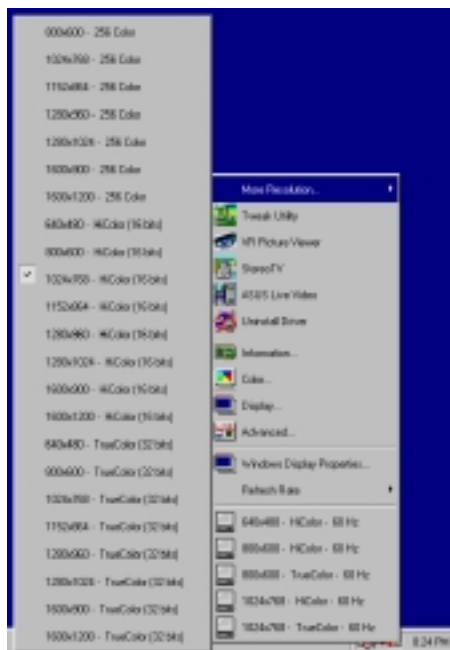 800x600 - 256 Color
1024x768 - 256 Color
1152x864 - 256 Color
1280x960 - 256 Color
1280x1024 - 256 Color
1600x900 - 256 Color
1600x1200 - 256 Color
640x480 - HiColor (16 bits)
800x600 - HiColor (16 bits)
1024x768 - HiColor (16 bits)
1152x864 - HiColor (16 bits)
1280x960 - HiColor (16 bits)
1280x1024 - HiColor (16 bits)
1600x900 - HiColor (16 bits)
1600x1200 - HiColor (16 bits)
640x480 - TrueColor (32 bits)
800x600 - TrueColor (32 bits)
1024x768 - TrueColor (32 bits)
1152x864 - TrueColor (32 bits)
1280x960 - TrueColor (32 bits)
1280x1024 - TrueColor (32 bits)
1600x900 - TrueColor (32 bits)
1600x1200 - TrueColor (32 bits)
More Resolution...
Tweak Utility
VR Picture Viewer
StereoTV
ASUS Live Video
Uninstall Driver
Information...
Color...
Display...
Advanced...
Windows Display Properties...
Refresh Rate
640x480 - HiColor - 60 Hz
800x600 - HiColor - 60 Hz
800x600 - TrueColor - 60 Hz
1024x768 - HiColor - 60 Hz
1024x768 - TrueColor - 60 Hz
8:24 PM